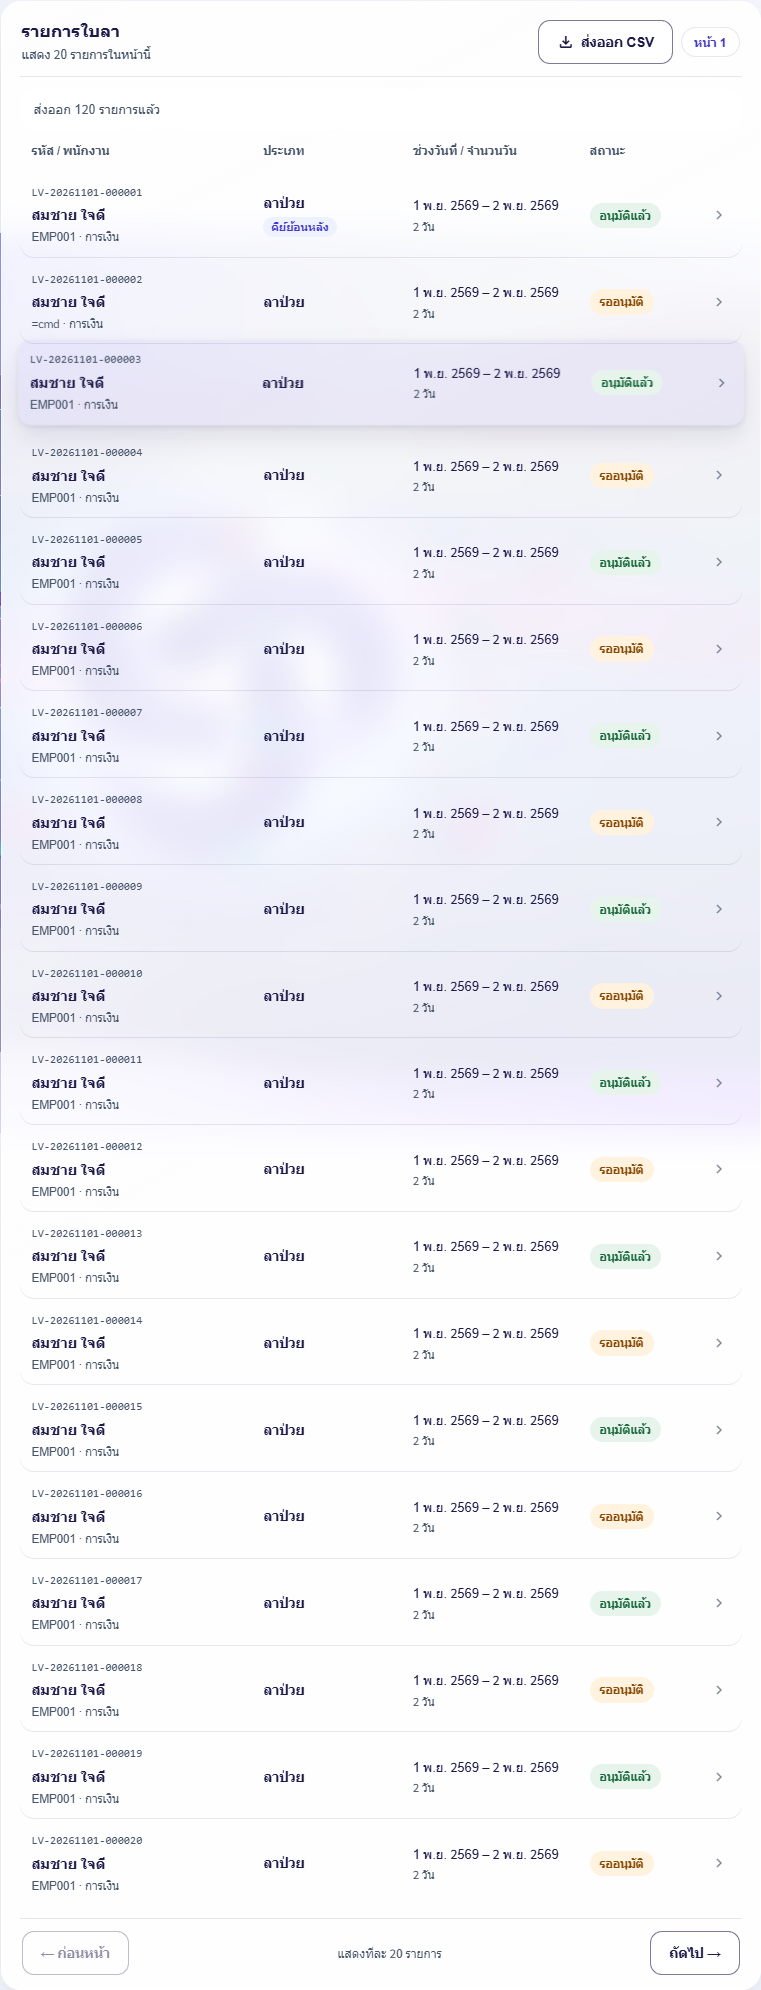 รายการใบลา
แสดง 20 รายการในหน้านี้
ส่งออก CSV
หน้า 1
ส่งออก 120 รายการแล้ว
รหัส / พนักงาน ประเภท ช่วงวันที่ / จำนวนวัน สถานะ
LV-20261101-000001
สมชาย ใจดี
EMP001 · การเงิน
ลาป่วย
คีย์ย้อนหลัง
1 พ.ย. 2569 – 2 พ.ย. 2569
2 วัน
อนุมัติแล้ว
LV-20261101-000002
สมชาย ใจดี
=cmd · การเงิน
ลาป่วย
1 พ.ย. 2569 – 2 พ.ย. 2569
2 วัน
รออนุมัติ
LV-20261101-000003
สมชาย ใจดี
EMP001 · การเงิน
ลาป่วย
1 พ.ย. 2569 – 2 พ.ย. 2569
2 วัน
อนุมัติแล้ว
LV-20261101-000004
สมชาย ใจดี
EMP001 · การเงิน
ลาป่วย
1 พ.ย. 2569 – 2 พ.ย. 2569
2 วัน
รออนุมัติ
LV-20261101-000005
สมชาย ใจดี
EMP001 · การเงิน
ลาป่วย
1 พ.ย. 2569 – 2 พ.ย. 2569
2 วัน
อนุมัติแล้ว
LV-20261101-000006
สมชาย ใจดี
EMP001 · การเงิน
ลาป่วย
1 พ.ย. 2569 – 2 พ.ย. 2569
2 วัน
รออนุมัติ
LV-20261101-000007
สมชาย ใจดี
EMP001 · การเงิน
ลาป่วย
1 พ.ย. 2569 – 2 พ.ย. 2569
2 วัน
อนุมัติแล้ว
LV-20261101-000008
สมชาย ใจดี
EMP001 · การเงิน
ลาป่วย
1 พ.ย. 2569 – 2 พ.ย. 2569
2 วัน
รออนุมัติ
LV-20261101-000009
สมชาย ใจดี
EMP001 · การเงิน
ลาป่วย
1 พ.ย. 2569 – 2 พ.ย. 2569
2 วัน
อนุมัติแล้ว
LV-20261101-000010
สมชาย ใจดี
EMP001 · การเงิน
ลาป่วย
1 พ.ย. 2569 – 2 พ.ย. 2569
2 วัน
รออนุมัติ
LV-20261101-000011
สมชาย ใจดี
EMP001 · การเงิน
ลาป่วย
1 พ.ย. 2569 – 2 พ.ย. 2569
2 วัน
อนุมัติแล้ว
LV-20261101-000012
สมชาย ใจดี
EMP001 · การเงิน
ลาป่วย
1 พ.ย. 2569 – 2 พ.ย. 2569
2 วัน
รออนุมัติ
LV-20261101-000013
สมชาย ใจดี
EMP001 · การเงิน
ลาป่วย
1 พ.ย. 2569 – 2 พ.ย. 2569
2 วัน
อนุมัติแล้ว
LV-20261101-000014
สมชาย ใจดี
EMP001 · การเงิน
ลาป่วย
1 พ.ย. 2569 – 2 พ.ย. 2569
2 วัน
รออนุมัติ
LV-20261101-000015
สมชาย ใจดี
EMP001 · การเงิน
ลาป่วย
1 พ.ย. 2569 – 2 พ.ย. 2569
2 วัน
อนุมัติแล้ว
LV-20261101-000016
สมชาย ใจดี
EMP001 · การเงิน
ลาป่วย
1 พ.ย. 2569 – 2 พ.ย. 2569
2 วัน
รออนุมัติ
LV-20261101-000017
สมชาย ใจดี
EMP001 · การเงิน
ลาป่วย
1 พ.ย. 2569 – 2 พ.ย. 2569
2 วัน
อนุมัติแล้ว
LV-20261101-000018
สมชาย ใจดี
EMP001 · การเงิน
ลาป่วย
1 พ.ย. 2569 – 2 พ.ย. 2569
2 วัน
รออนุมัติ
LV-20261101-000019
สมชาย ใจดี
EMP001 · การเงิน
ลาป่วย
1 พ.ย. 2569 – 2 พ.ย. 2569
2 วัน
อนุมัติแล้ว
LV-20261101-000020
สมชาย ใจดี
EMP001 · การเงิน
ลาป่วย
1 พ.ย. 2569 – 2 พ.ย. 2569
2 วัน
รออนุมัติ
← ก่อนหน้า
แสดงทีละ 20 รายการ
ถัดไป →